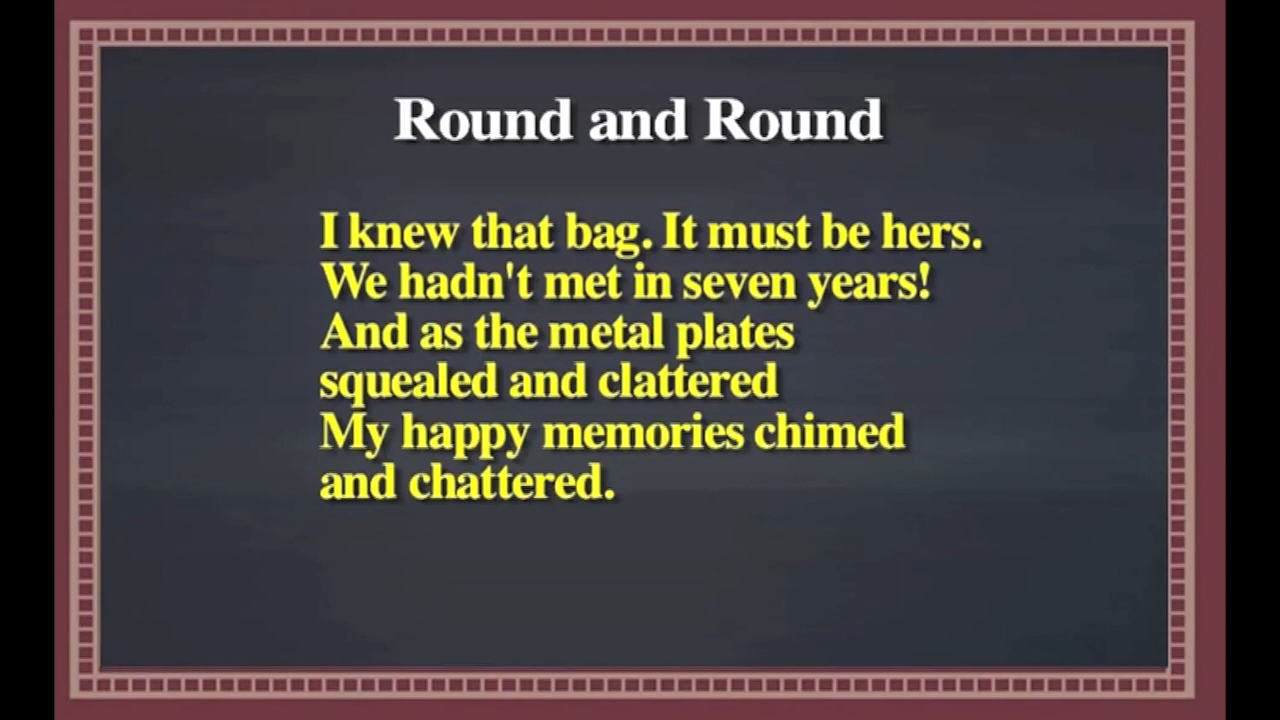 Round and Round
I knew that bag. It must be hers.
We hadn't met in seven years!
And as the metal plates
squealed and clattered
My happy memories chimed
and chattered.